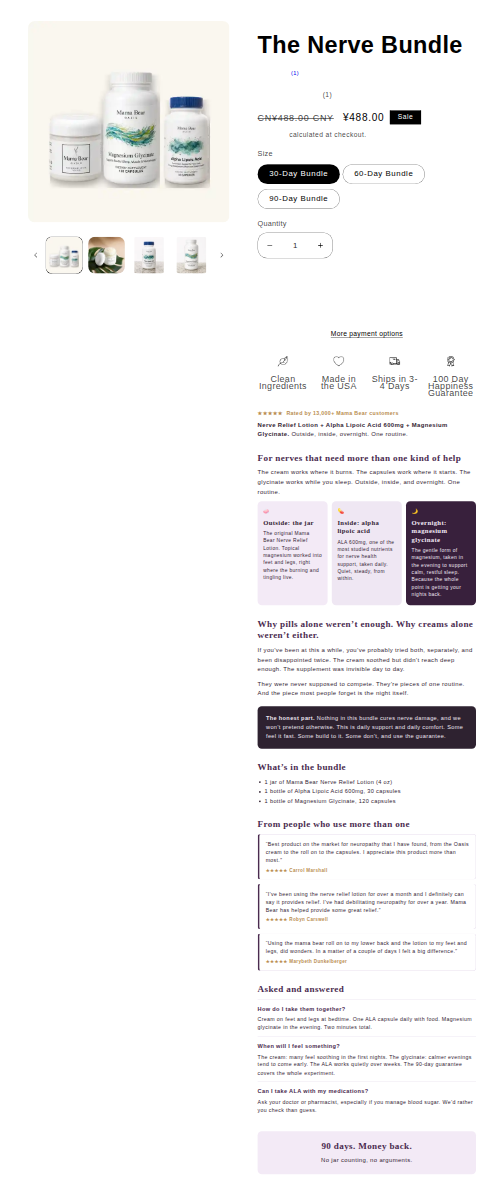 The Nerve Bundle
(1)
(1)
CN¥488.00 CNY ¥488.00 Sale
calculated at checkout.
Size
30-Day Bundle 60-Day Bundle
90-Day Bundle
Quantity
− 1 +
Mama Bear
Magnesium Glycinate
120 CAPSULES
Mama Bear
Mama Bear
Alpha Lipoic Acid
More payment options
Clean Ingredients
Made in the USA
Ships in 3-4 Days
100 Day Happiness Guarantee
★★★★★ Rated by 13,000+ Mama Bear customers
Nerve Relief Lotion + Alpha Lipoic Acid 600mg + Magnesium
Glycinate. Outside, inside, overnight. One routine.
For nerves that need more than one kind of help
The cream works where it burns. The capsules work where it starts. The
glycinate works while you sleep. Outside, inside, and overnight. One
routine.
Outside: the jar
The original Mama
Bear Nerve Relief
Lotion. Topical
magnesium worked into
feet and legs, right
where the burning and
tingling live.
Inside: alpha
lipoic acid
ALA 600mg, one of the
most studied nutrients
for nerve health
support, taken daily.
Quiet, steady, from
within.
Overnight:
magnesium
glycinate
The gentle form of
magnesium, taken in
the evening to support
calm, restful sleep.
Because the whole
point is getting your
nights back.
Why pills alone weren’t enough. Why creams alone
weren’t either.
If you’ve been at this a while, you’ve probably tried both, separately, and
been disappointed twice. The cream soothed but didn’t reach deep
enough. The supplement was invisible day to day.
They were never supposed to compete. They’re pieces of one routine.
And the piece most people forget is the night itself.
The honest part. Nothing in this bundle cures nerve damage, and we
won’t pretend otherwise. This is daily support and daily comfort. Some
feel it fast. Some build to it. Some don’t, and use the guarantee.
What’s in the bundle
• 1 jar of Mama Bear Nerve Relief Lotion (4 oz)
• 1 bottle of Alpha Lipoic Acid 600mg, 30 capsules
• 1 bottle of Magnesium Glycinate, 120 capsules
From people who use more than one
"Best product on the market for neuropathy that I have found, from the Oasis
cream to the roll on to the capsules. I appreciate this product more than
most."
★★★★★ Carrol Marshall
"I’ve been using the nerve relief lotion for over a month and I definitely can
say it provides relief. I’ve had debilitating neuropathy for over a year. Mama
Bear has helped provide some great relief."
★★★★★ Robyn Carswell
"Using the mama bear roll on to my lower back and the lotion to my feet and
legs, did wonders. In a matter of a couple of days I felt a big difference."
★★★★★ Marybeth Dunkelberger
Asked and answered
How do I take them together?
Cream on feet and legs at bedtime. One ALA capsule daily with food. Magnesium
glycinate in the evening. Two minutes total.
When will I feel something?
The cream: many feel soothing in the first nights. The glycinate: calmer evenings
tend to come early. The ALA works quietly over weeks. The 90-day guarantee
covers the whole experiment.
Can I take ALA with my medications?
Ask your doctor or pharmacist, especially if you manage blood sugar. We’d rather
you check than guess.
90 days. Money back.
No jar counting, no arguments.